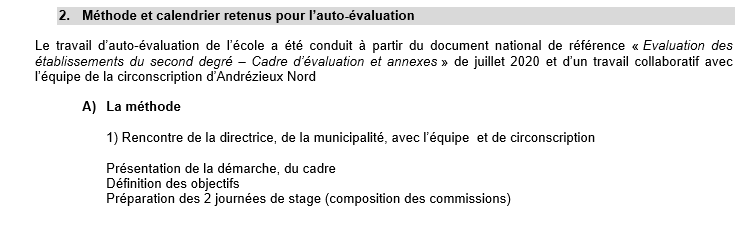 2. Méthode et calendrier retenus pour l'auto-évaluation
Le travail d'auto-évaluation de l'école a été conduit à partir du document national de référence « Evaluation des
établissements du second degré – Cadre d'évaluation et annexes » de juillet 2020 et d'un travail collaboratif avec
l'équipe de la circonscription d'Andrézieux Nord
A) La méthode
1) Rencontre de la directrice, de la municipalité, avec l'équipe et de circonscription
Présentation de la démarche, du cadre
Définition des objectifs
Préparation des 2 journées de stage (composition des commissions)